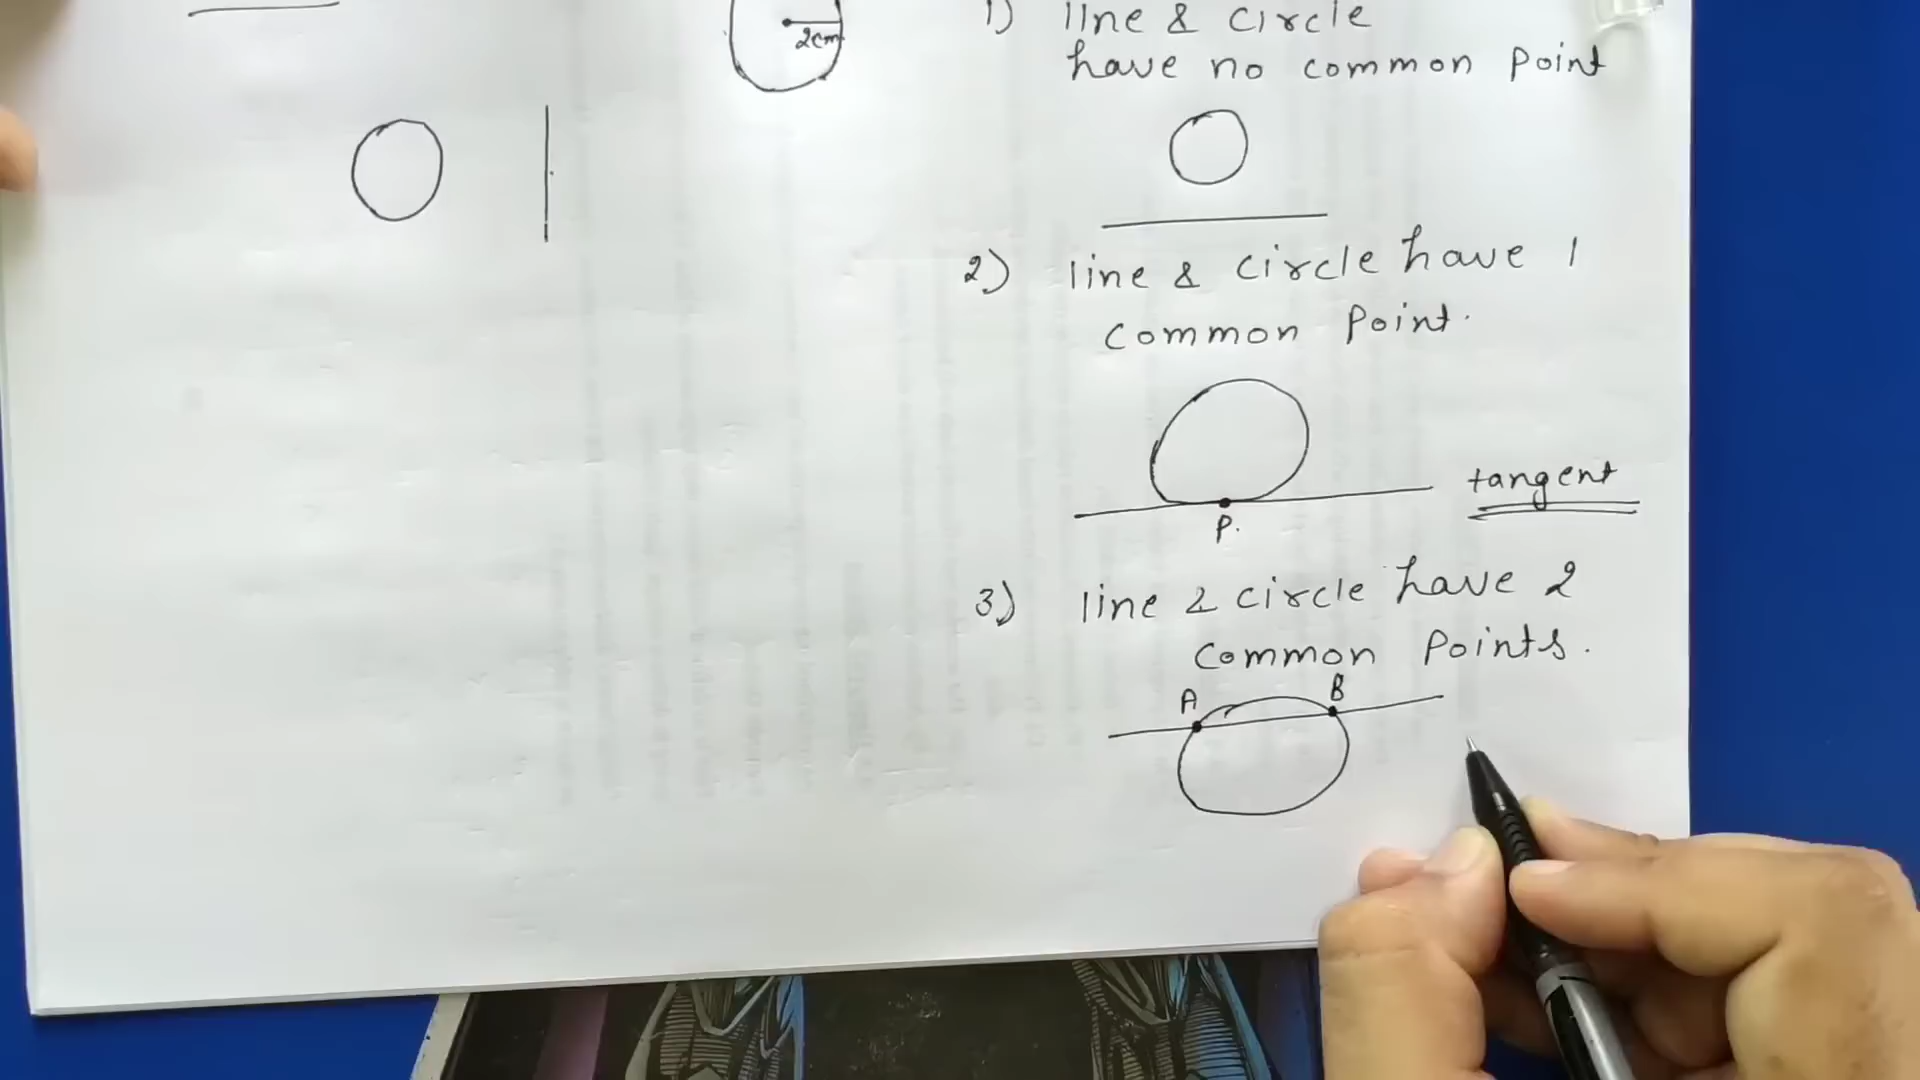 2cm
1) line & circle
have no common point
2) line & circle have 1
common Point.
P.
tangent
3) line & circle have 2
common Points.
A
B